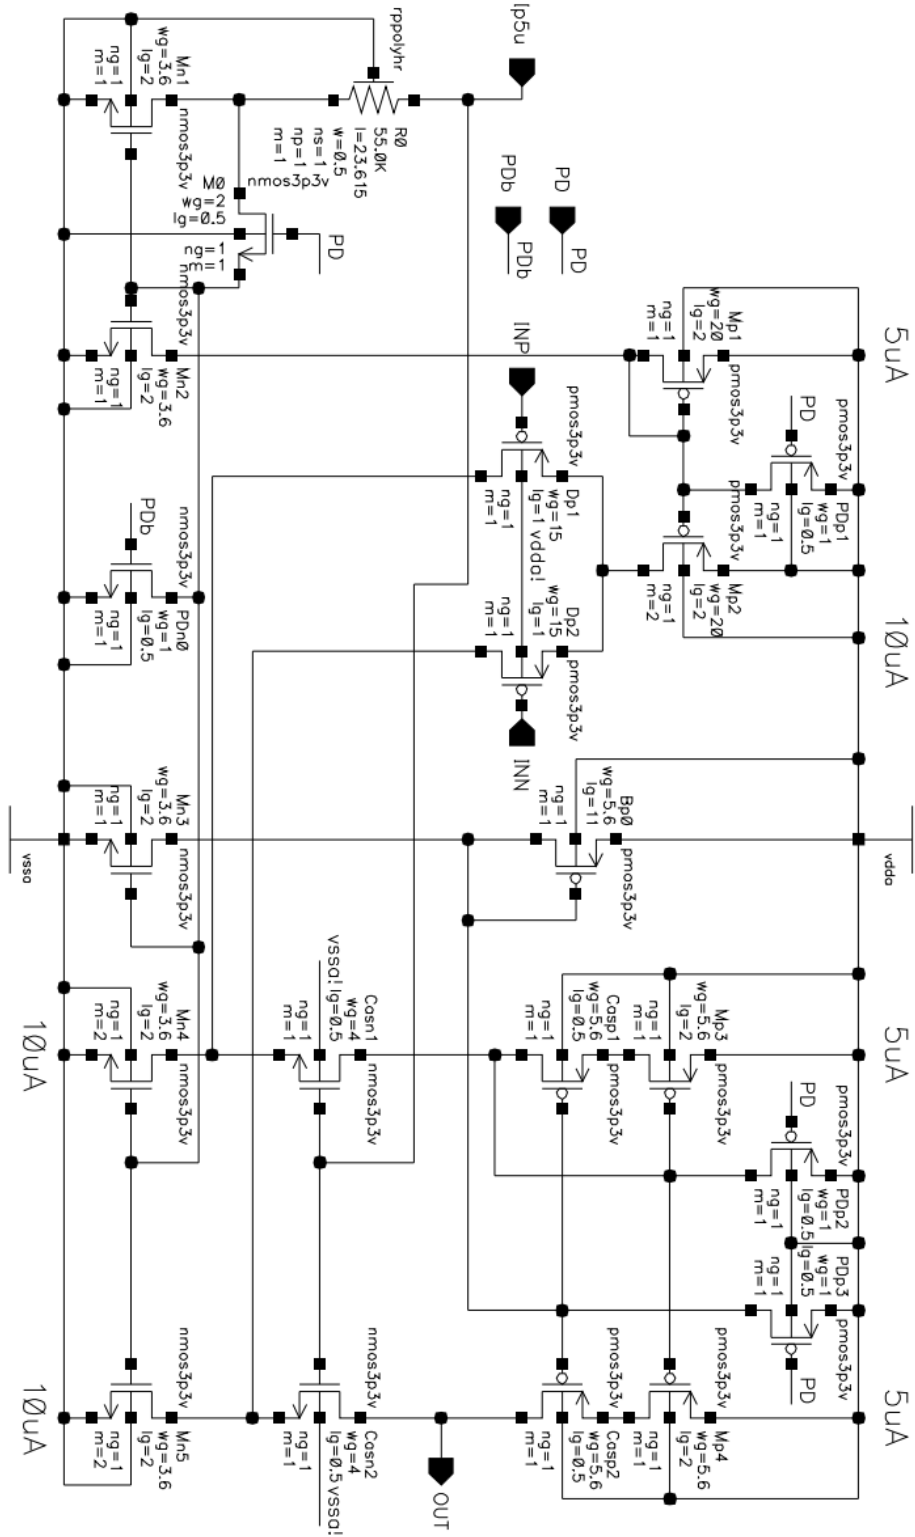 5uA
10uA
5uA
5uA
vdda
PD
pmos3p3v
PDp1
wg=1
lg=0.5
ng=1
m=1
PD
pmos3p3v
PDp2
wg=1
lg=0.5
ng=1
m=1
PDp3
wg=1
lg=0.5
ng=1
m=1
pmos3p3v
PD
Mp1
wg=20
lg=2
ng=1
m=1
pmos3p3v
pmos3p3v
Mp2
wg=20
lg=2
ng=1
m=2
Mp3
wg=5.6
lg=2
ng=1
m=1
pmos3p3v
pmos3p3v
Mp4
wg=5.6
lg=2
ng=1
m=1
Bp0
wg=5.6
lg=11
ng=1
m=1
pmos3p3v
Casp1
wg=5.6
lg=0.5
ng=1
m=1
pmos3p3v
pmos3p3v
Casp2
wg=5.6
lg=0.5
ng=1
m=1
PD
PD
PDb
PDb
Ip5u
INP
pmos3p3v
Dp1
wg=15
lg=1
ng=1
m=1
vdda!
Dp2
wg=15
lg=1
ng=1
m=1
pmos3p3v
INN
OUT
rppolyhr
R0
55.0K
l=23.615
w=0.5
ns=1
np=1
m=1
Casn1
wg=4
lg=0.5
ng=1
m=1
vssa!
nmos3p3v
nmos3p3v
Casn2
wg=4
lg=0.5
ng=1
m=1
vssa!
PD
nmos3p3v
M0
wg=2
lg=0.5
ng=1
m=1
Mn1
wg=3.6
lg=2
ng=1
m=1
nmos3p3v
nmos3p3v
Mn2
wg=3.6
lg=2
ng=1
m=1
PDb
nmos3p3v
PDn0
wg=1
lg=0.5
ng=1
m=1
Mn3
wg=3.6
lg=2
ng=1
m=1
nmos3p3v
Mn4
wg=3.6
lg=2
ng=1
m=2
nmos3p3v
nmos3p3v
Mn5
wg=3.6
lg=2
ng=1
m=2
vssa
10uA
10uA